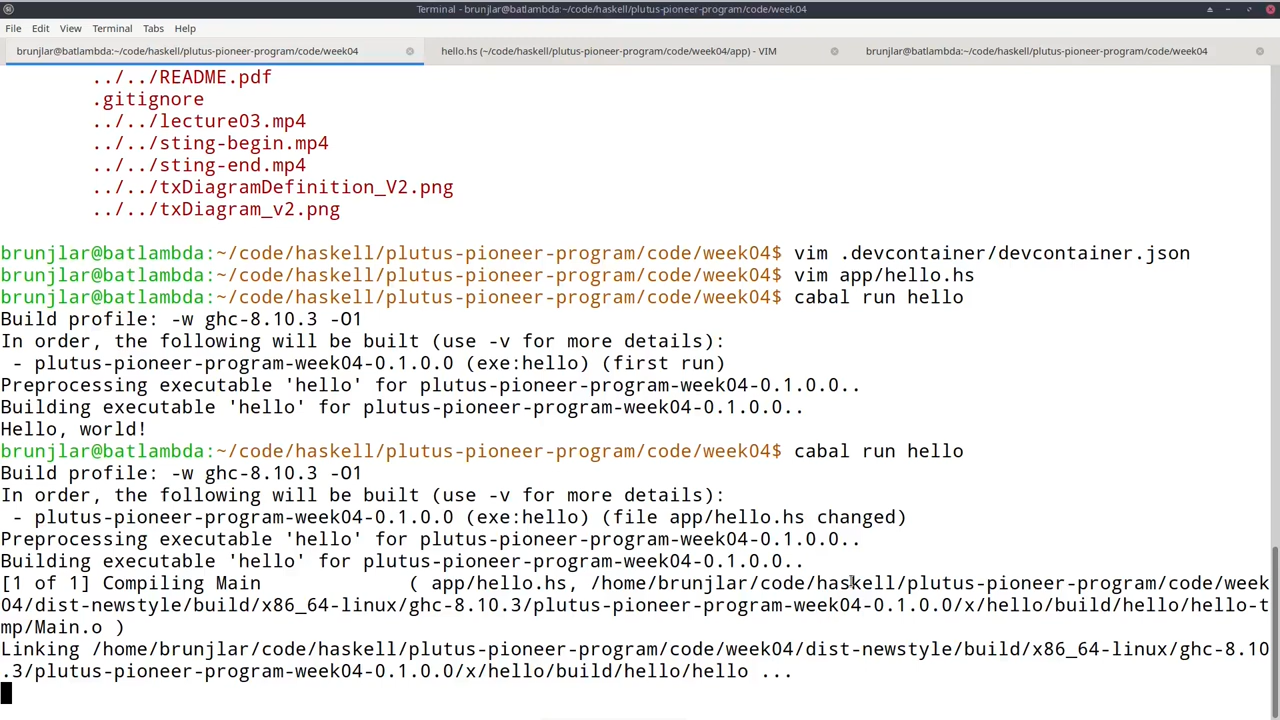 Terminal - brunjlar@batlambda:~/code/haskell/plutus-pioneer-program/code/week04
File Edit View Terminal Tabs Help
brunjlar@batlambda:~/code/haskell/plutus-pioneer-program/code/week04 hello.hs (~/code/haskell/plutus-pioneer-program/code/week04/app) - VIM brunjlar@batlambda:~/code/haskell/plutus-pioneer-program/code/week04
../../README.pdf
.gitignore
../../lecture03.mp4
../../sting-begin.mp4
../../sting-end.mp4
../../txDiagramDefinition_V2.png
../../txDiagram_v2.png
brunjlar@batlambda:~/code/haskell/plutus-pioneer-program/code/week04$ vim .devcontainer/devcontainer.json
brunjlar@batlambda:~/code/haskell/plutus-pioneer-program/code/week04$ vim app/hello.hs
brunjlar@batlambda:~/code/haskell/plutus-pioneer-program/code/week04$ cabal run hello
Build profile: -w ghc-8.10.3 -O1
In order, the following will be built (use -v for more details):
- plutus-pioneer-program-week04-0.1.0.0 (exe:hello) (first run)
Preprocessing executable 'hello' for plutus-pioneer-program-week04-0.1.0.0..
Building executable 'hello' for plutus-pioneer-program-week04-0.1.0.0..
Hello, world!
brunjlar@batlambda:~/code/haskell/plutus-pioneer-program/code/week04$ cabal run hello
Build profile: -w ghc-8.10.3 -O1
In order, the following will be built (use -v for more details):
- plutus-pioneer-program-week04-0.1.0.0 (exe:hello) (file app/hello.hs changed)
Preprocessing executable 'hello' for plutus-pioneer-program-week04-0.1.0.0..
Building executable 'hello' for plutus-pioneer-program-week04-0.1.0.0..
[1 of 1] Compiling Main ( app/hello.hs, /home/brunjlar/code/haskell/plutus-pioneer-program/code/week
04/dist-newstyle/build/x86_64-linux/ghc-8.10.3/plutus-pioneer-program-week04-0.1.0.0/x/hello/build/hello/hello-t
mp/Main.o )
Linking /home/brunjlar/code/haskell/plutus-pioneer-program/code/week04/dist-newstyle/build/x86_64-linux/ghc-8.10
.3/plutus-pioneer-program-week04-0.1.0.0/x/hello/build/hello/hello ...